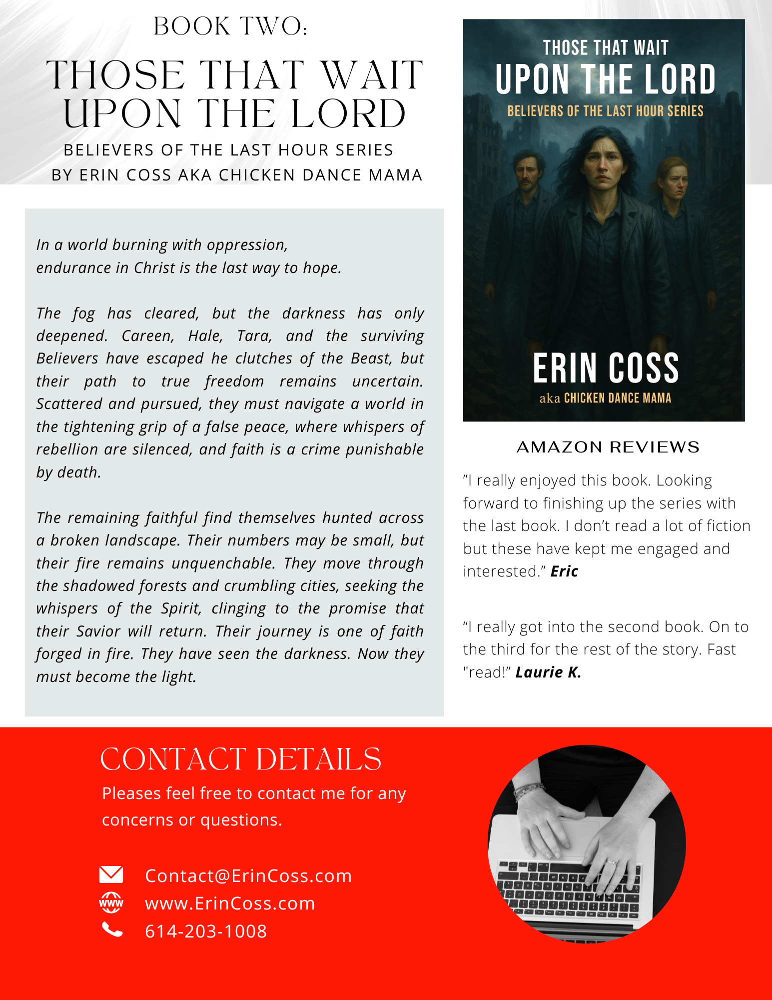 BOOK TWO:
THOSE THAT WAIT
UPON THE LORD
BELIEVERS OF THE LAST HOUR SERIES
BY ERIN COSS AKA CHICKEN DANCE MAMA
In a world burning with oppression,
endurance in Christ is the last way to hope.
The fog has cleared, but the darkness has only
deepened. Careen, Hale, Tara, and the surviving
Believers have escaped he clutches of the Beast, but
their path to true freedom remains uncertain.
Scattered and pursued, they must navigate a world in
the tightening grip of a false peace, where whispers of
rebellion are silenced, and faith is a crime punishable
by death.
The remaining faithful find themselves hunted across
a broken landscape. Their numbers may be small, but
their fire remains unquenchable. They move through
the shadowed forests and crumbling cities, seeking the
whispers of the Spirit, clinging to the promise that
their Savior will return. Their journey is one of faith
forged in fire. They have seen the darkness. Now they
must become the light.
THOSE THAT WAIT
UPON THE LORD
BELIEVERS OF THE LAST HOUR SERIES
ERIN COSS
aka CHICKEN DANCE MAMA
AMAZON REVIEWS
”I really enjoyed this book. Looking
forward to finishing up the series with
the last book. I don’t read a lot of fiction
but these have kept me engaged and
interested.” Eric
“I really got into the second book. On to
the third for the rest of the story. Fast
"read!” Laurie K.
CONTACT DETAILS
Pleases feel free to contact me for any
concerns or questions.
Contact@ErinCoss.com
www
www.ErinCoss.com
614-203-1008